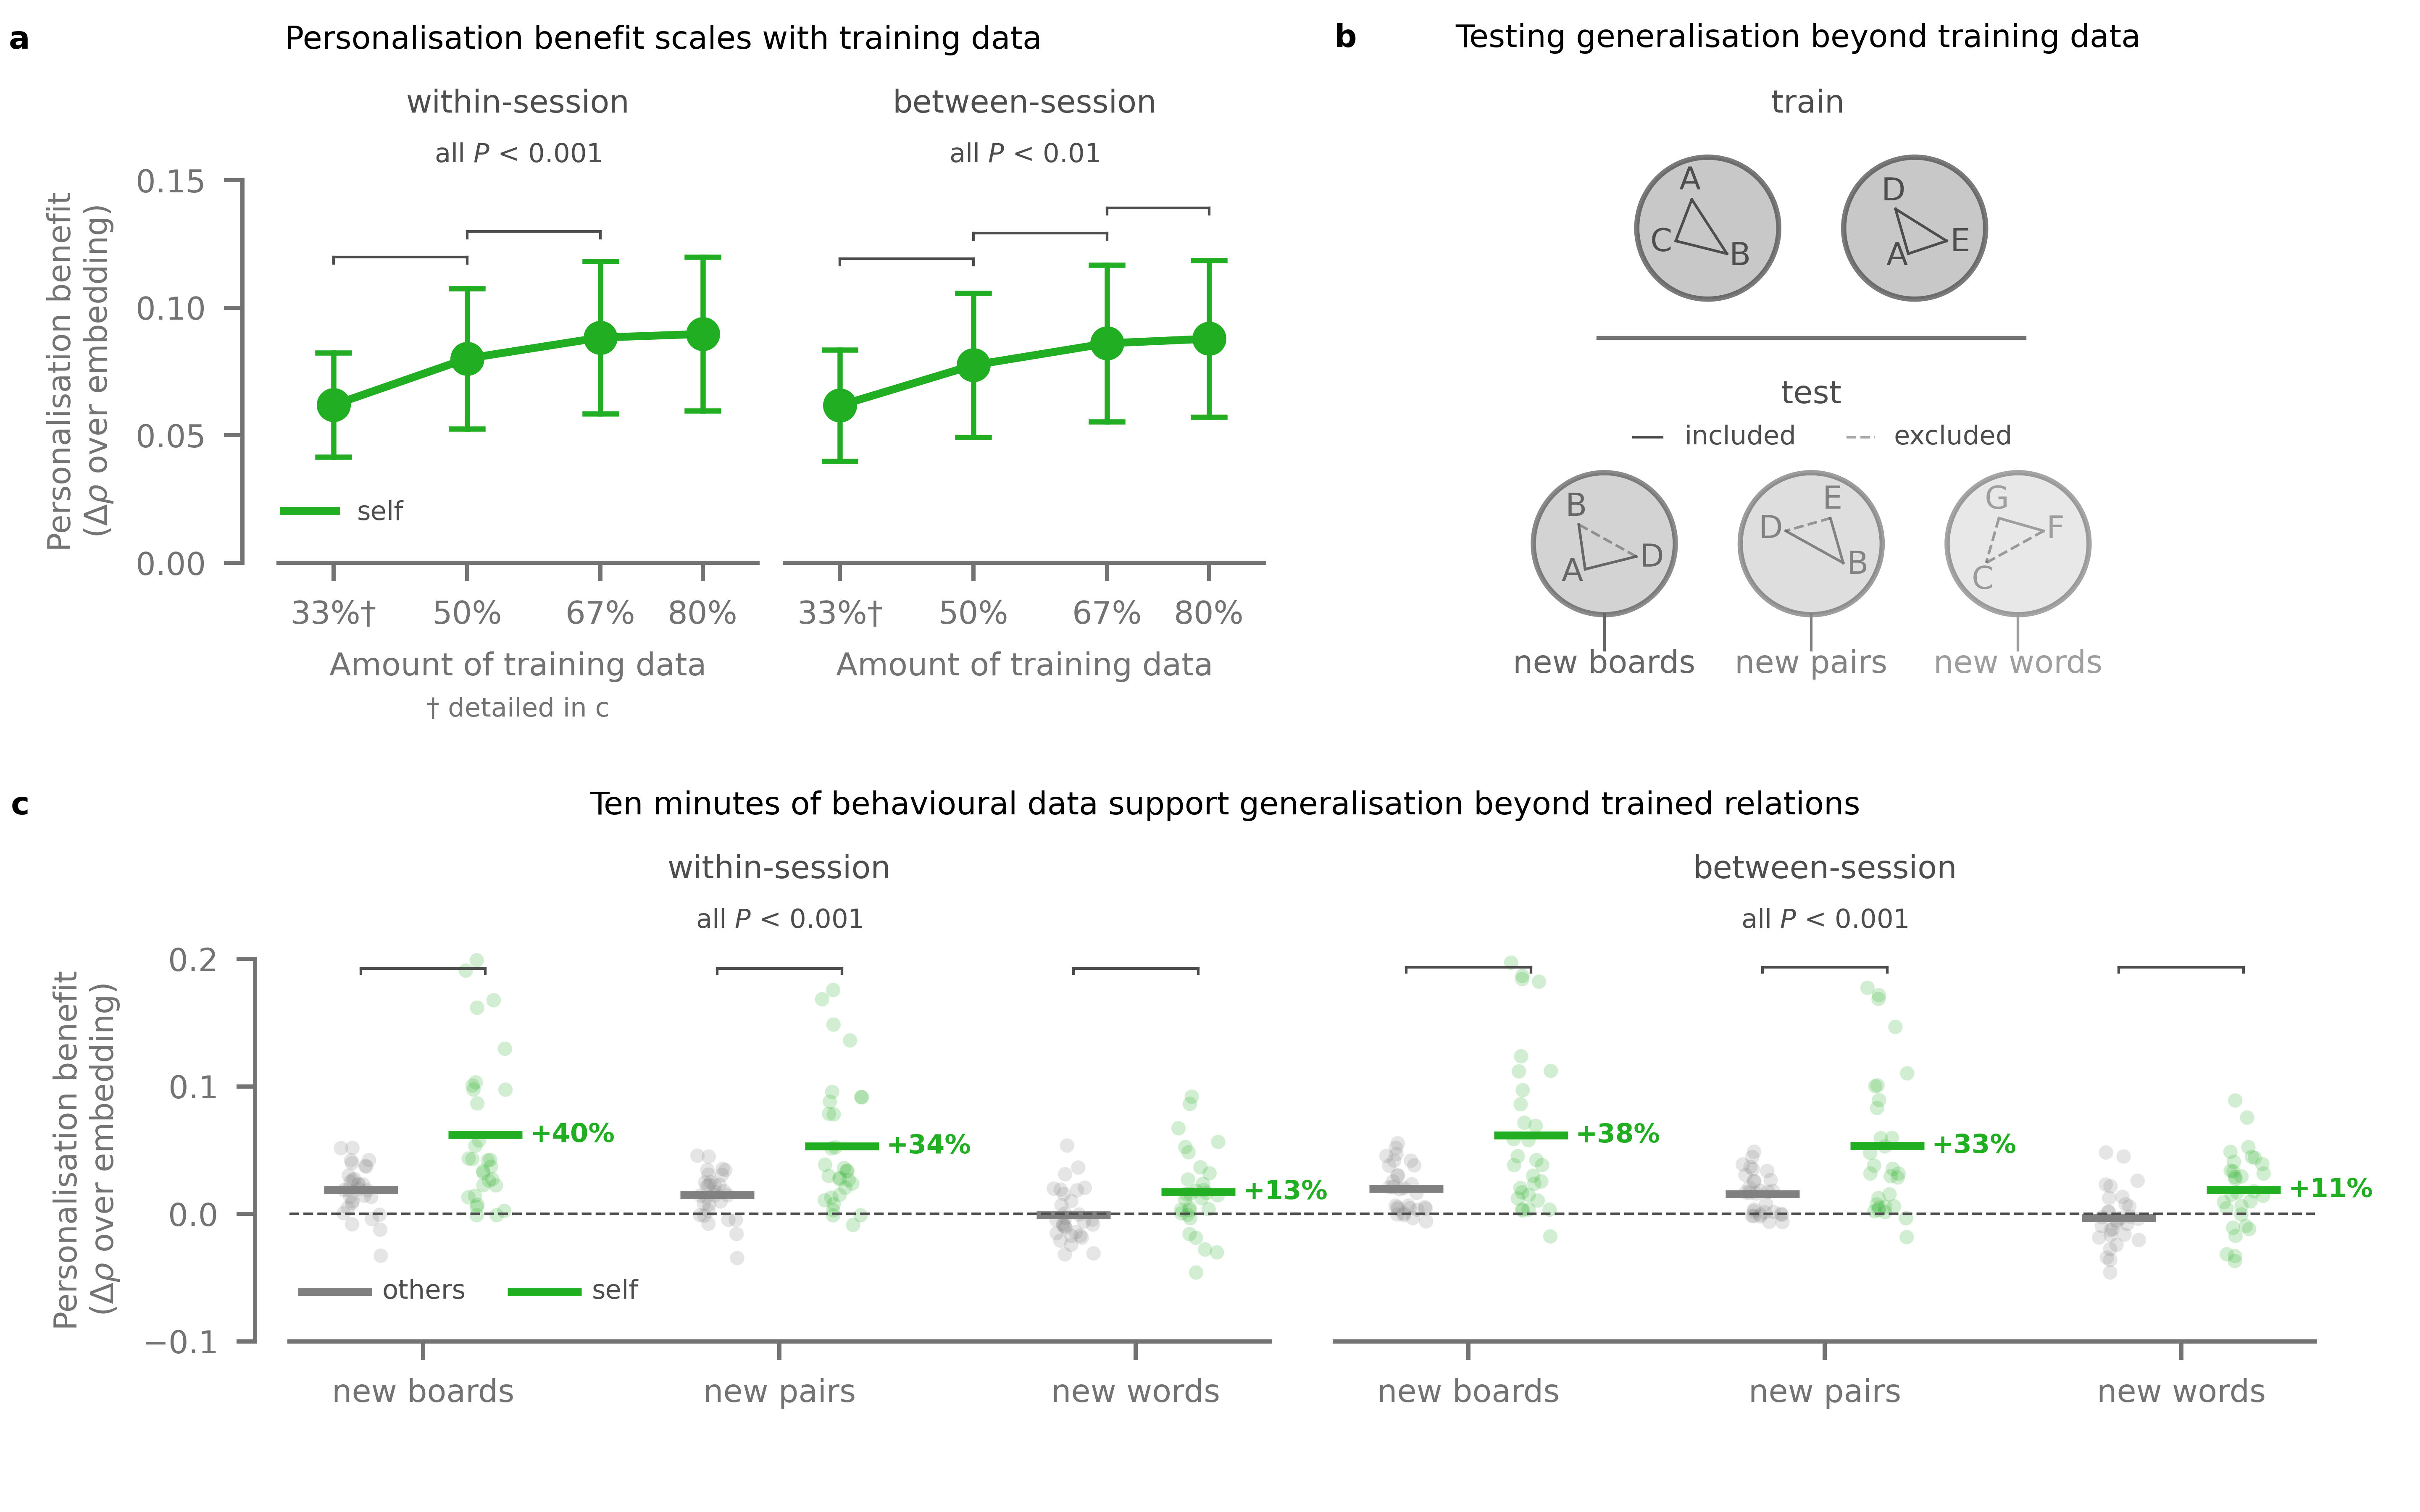 a
Personalisation benefit scales with training data
within-session
all P < 0.001
between-session
all P < 0.01
Personalisation benefit
(Δρ over embedding)
0.15
0.10
0.05
0.00
self
33%† 50% 67% 80%
Amount of training data
† detailed in c
33%† 50% 67% 80%
Amount of training data
b
Testing generalisation beyond training data
train
A
C
B
D
A
E
test
included excluded
B
A
D
E
D
B
G
F
C
new boards new pairs new words
c
Ten minutes of behavioural data support generalisation beyond trained relations
within-session
all P < 0.001
between-session
all P < 0.001
Personalisation benefit
(Δρ over embedding)
0.2
0.1
0.0
−0.1
+40%
+34%
+13%
+38%
+33%
+11%
others self
new boards new pairs new words
new boards new pairs new words